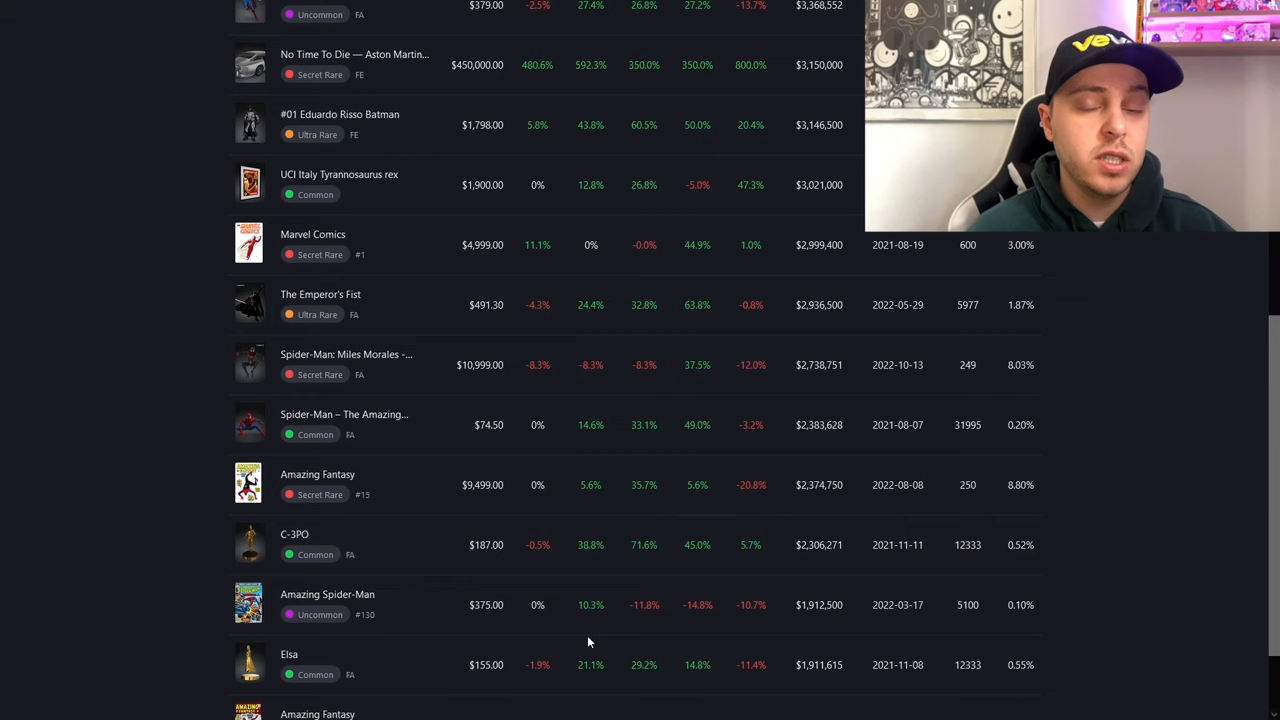 $379.00 -2.5% 27.4% 26.8% 27.2% -13.7% $3,368,552
Uncommon FA
No Time To Die — Aston Martin...
Secret Rare FE
$450,000.00 480.6% 592.3% 350.0% 350.0% 800.0% $3,150,000
#01 Eduardo Risso Batman
Ultra Rare FE
$1,798.00 5.8% 43.8% 60.5% 50.0% 20.4% $3,146,500
UCI Italy Tyrannosaurus rex
Common
$1,900.00 0% 12.8% 26.8% -5.0% 47.3% $3,021,000
Marvel Comics
Secret Rare #1
$4,999.00 11.1% 0% -0.0% 44.9% 1.0% $2,999,400 2021-08-19 600 3.00%
The Emperor's Fist
Ultra Rare FA
$491.30 -4.3% 24.4% 32.8% 63.8% -0.8% $2,936,500 2022-05-29 5977 1.87%
Spider-Man: Miles Morales -...
Secret Rare FA
$10,999.00 -8.3% -8.3% -8.3% 37.5% -12.0% $2,738,751 2022-10-13 249 8.03%
Spider-Man – The Amazing...
Common FA
$74.50 0% 14.6% 33.1% 49.0% -3.2% $2,383,628 2021-08-07 31995 0.20%
Amazing Fantasy
Secret Rare #15
$9,499.00 0% 5.6% 35.7% 5.6% -20.8% $2,374,750 2022-08-08 250 8.80%
C-3PO
Common FA
$187.00 -0.5% 38.8% 71.6% 45.0% 5.7% $2,306,271 2021-11-11 12333 0.52%
Amazing Spider-Man
Uncommon #130
$375.00 0% 10.3% -11.8% -14.8% -10.7% $1,912,500 2022-03-17 5100 0.10%
Elsa
Common FA
$155.00 -1.9% 21.1% 29.2% 14.8% -11.4% $1,911,615 2021-11-08 12333 0.55%
Amazing Fantasy